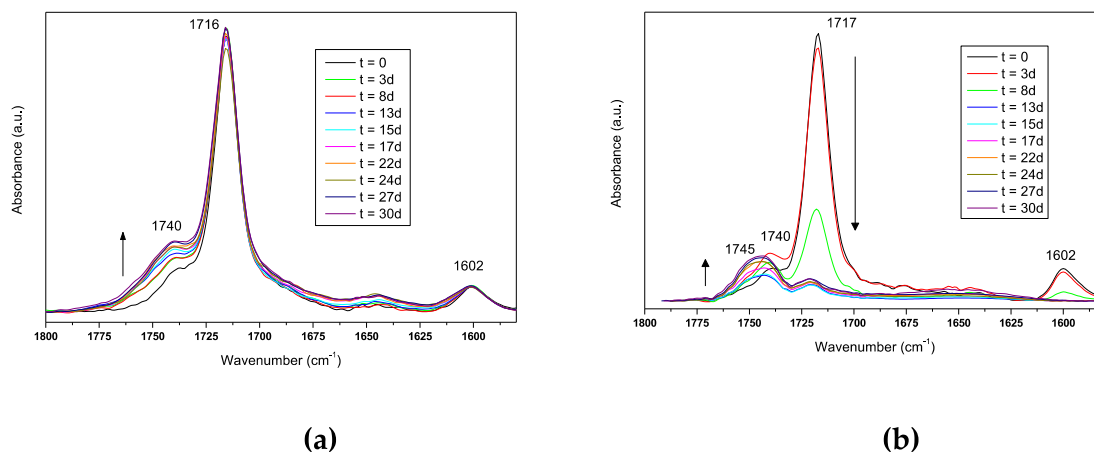 1716
1740
1602
t = 0
t = 3d
t = 8d
t = 13d
t = 15d
t = 17d
t = 22d
t = 24d
t = 27d
t = 30d
Absorbance (a.u.)
1800 1775 1750 1725 1700 1675 1650 1625 1600
Wavenumber (cm⁻¹)
(a)
1717
1745
1740
1602
t = 0
t = 3d
t = 8d
t = 13d
t = 15d
t = 17d
t = 22d
t = 24d
t = 27d
t = 30d
Absorbance (a.u.)
1800 1775 1750 1725 1700 1675 1650 1625 1600
Wavenumber (cm⁻¹)
(b)